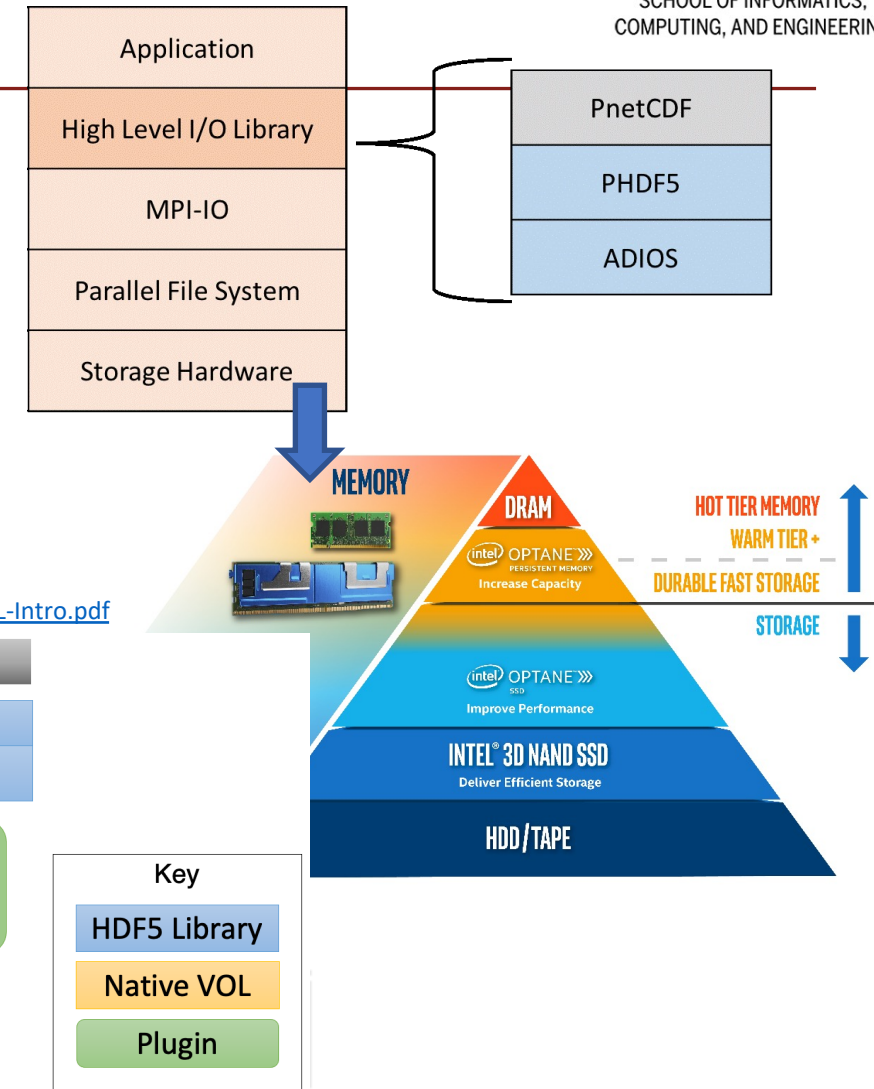 SCHOOL OF INFORMATICS,
COMPUTING, AND ENGINEERIN
Application
High Level I/O Library
MPI-IO
Parallel File System
Storage Hardware
PnetCDF
PHDF5
ADIOS
MEMORY
DRAM
intel OPTANE
PERSISTENT MEMORY
Increase Capacity
HOT TIER MEMORY
WARM TIER +
DURABLE FAST STORAGE
STORAGE
intel OPTANE
SSD
Improve Performance
INTEL® 3D NAND SSD
Deliver Efficient Storage
HDD/TAPE
L-Intro.pdf
Key
HDF5 Library
Native VOL
Plugin